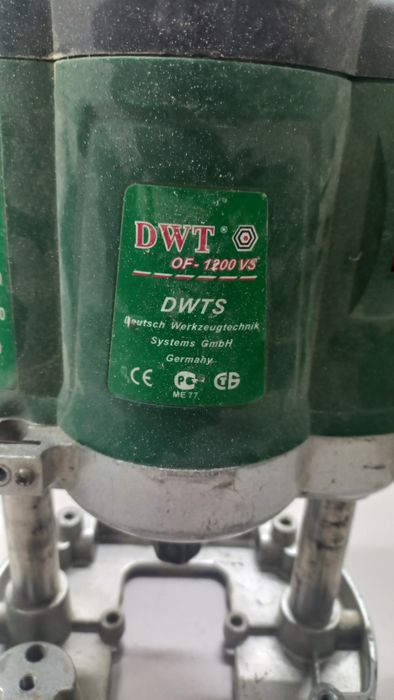 DWT ®
OF-1200 VS
DWTS
Deutsch Werkzeugtechnik
Systems GmbH
Germany
CE
ME 77